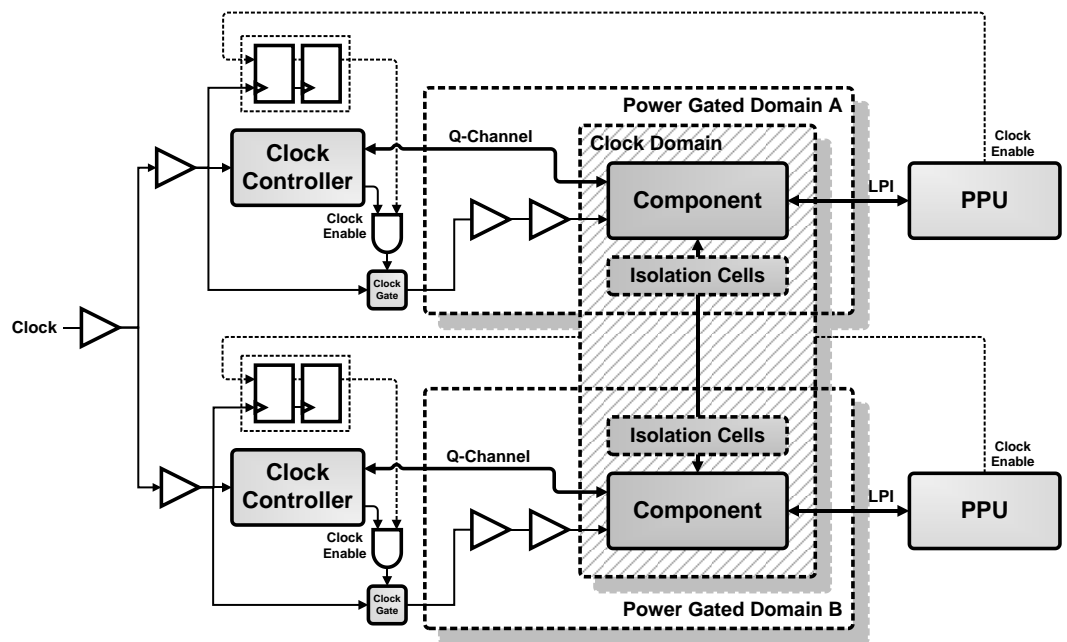 Power Gated Domain A
Clock
Enable
Q-Channel
Clock Domain
Clock
Controller
Component
LPI
PPU
Clock
Enable
Clock
Gate
Isolation Cells
Clock
Isolation Cells
Q-Channel
Clock
Enable
Clock
Controller
Component
LPI
PPU
Clock
Enable
Clock
Gate
Power Gated Domain B